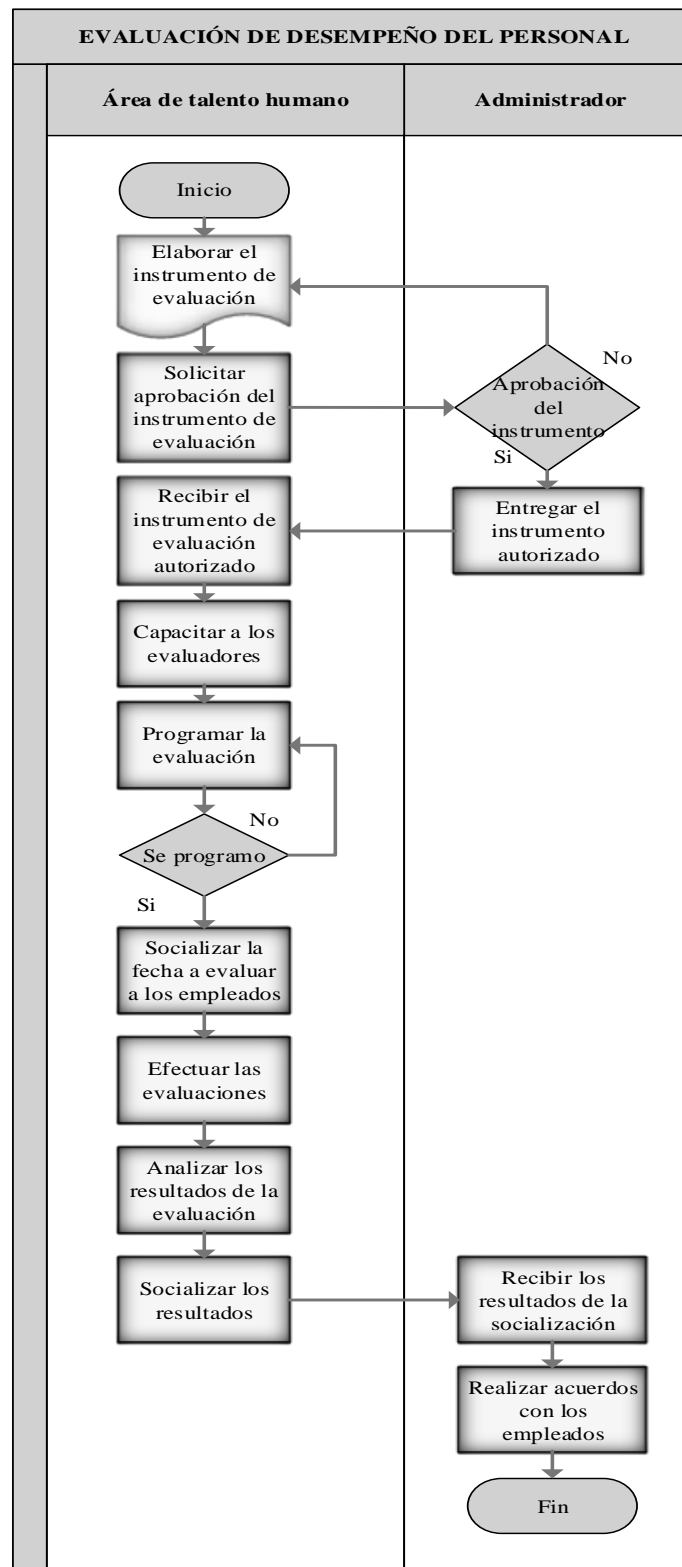 EVALUACIÓN DE DESEMPEÑO DEL PERSONAL
Área de talento humano
Administrador
Inicio
Elaborar el
instrumento de
evaluación
Solicitar
aprobación del
instrumento de
evaluación
No
Aprobación
del
instrumento
Si
Recibir el
instrumento de
evaluación
autorizado
Entregar el
instrumento
autorizado
Capacitar a los
evaluadores
Programar la
evaluación
No
Se programo
Si
Socializar la
fecha a evaluar
a los empleados
Efectuar las
evaluaciones
Analizar los
resultados de la
evaluación
Socializar los
resultados
Recibir los
resultados de la
socialización
Realizar acuerdos
con los
empleados
Fin